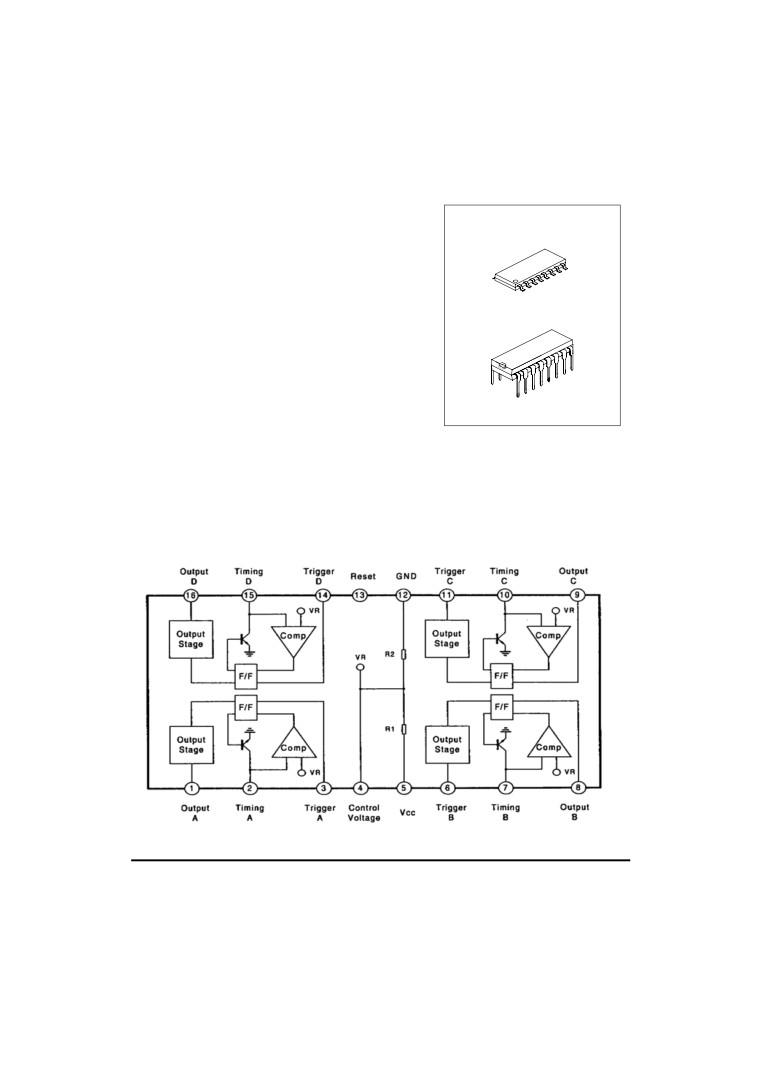 Output Timing Trigger Reset GND Trigger Timing Output
D D D C C C
16 15 14 13 12 11 10 9
VR VR
Output Stage Comp R2 Output Stage Comp
VR
F/F F/F
F/F F/F
R1
Output Stage Comp Output Stage Comp
VR VR
1 2 3 4 5 6 7 8
Output Timing Trigger Control Vcc Trigger Timing Output
A A A Voltage B B B